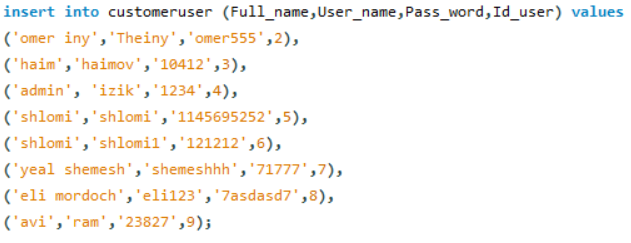 insert into customeruser (Full_name,User_name,Pass_word,Id_user) values
('omer iny','Theiny','omer555',2),
('haim','haimov','10412',3),
('admin', 'izik','1234',4),
('shlomi','shlomi','1145695252',5),
('shlomi','shlomi1','121212',6),
('yeal shemesh','shemeshhh','71777',7),
('eli mordoch','eli123','7asdasd7',8),
('avi','ram','23827',9);